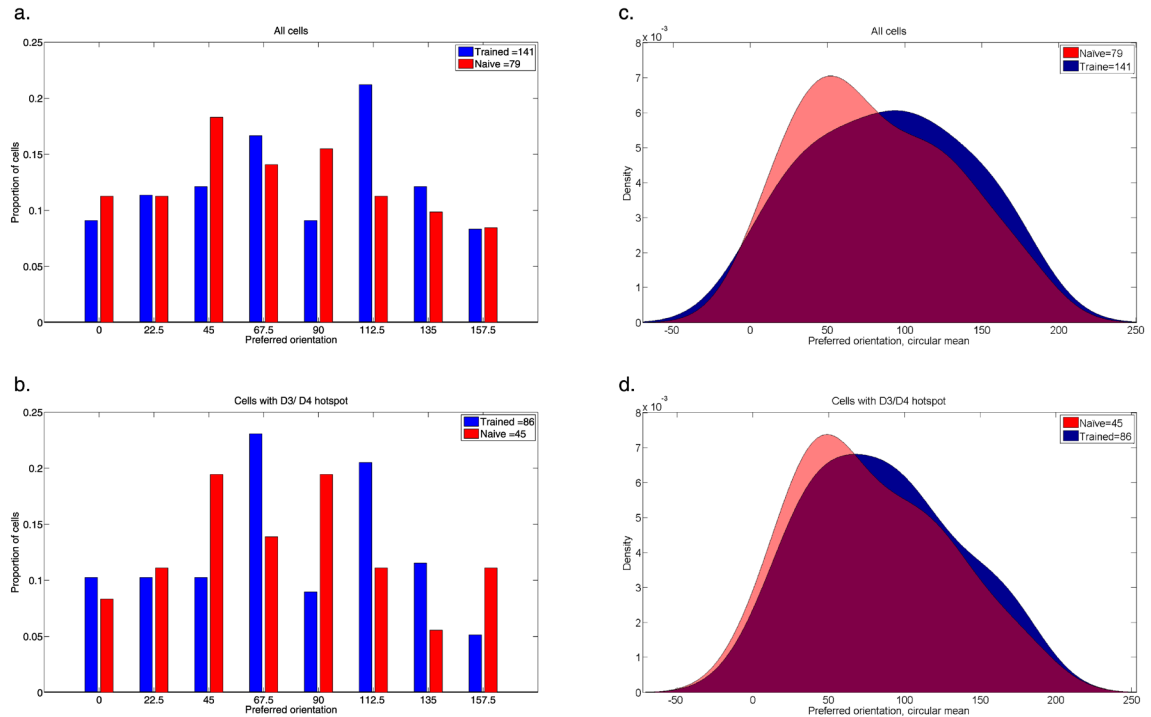 a.
All cells
Trained =141
Naive =79
0.25
0.2
0.15
0.1
0.05
0
Proportion of cells
0 22.5 45 67.5 90 112.5 135 157.5
Preferred orientation
b.
Cells with D3/ D4 hotspot
Trained =86
Naive =45
0.25
0.2
0.15
0.1
0.05
0
Proportion of cells
0 22.5 45 67.5 90 112.5 135 157.5
Preferred orientation
c.
All cells
x 10⁻³
Naïve=79
Traine=141
8
7
6
5
4
3
2
1
0
Density
-50 0 50 100 150 200 250
Preferred orientation, circular mean
d.
Cells with D3/D4 hotspot
x 10⁻³
Naïve=45
Trained=86
8
7
6
5
4
3
2
1
0
Density
-50 0 50 100 150 200 250
Preferred orientation, circular mean